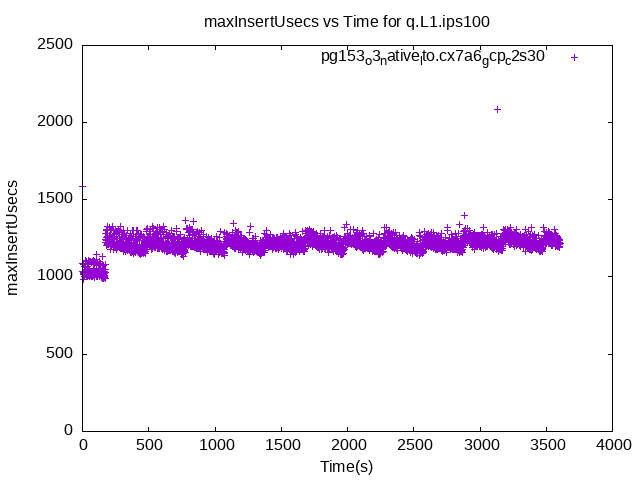 maxInsertUsecs vs Time for q.L1.ips100
pg153o3native_lto.cx7a6gcpc2s30
maxInsertUsecs
2500
2000
1500
1000
500
0
0 500 1000 1500 2000 2500 3000 3500 4000
Time(s)